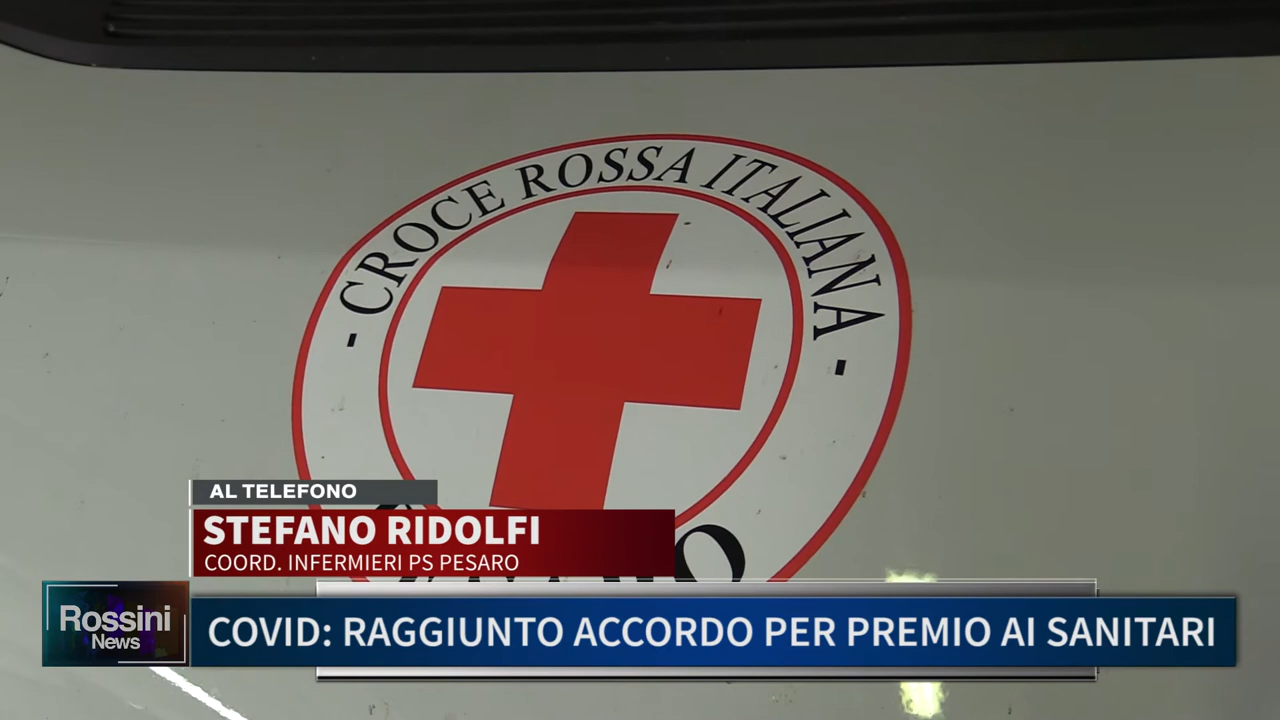 - CROCE ROSSA ITALIANA -
AL TELEFONO
STEFANO RIDOLFI
COORD. INFERMIERI PS PESARO
Rossini
News
COVID: RAGGIUNTO ACCORDO PER PREMIO AI SANITARI